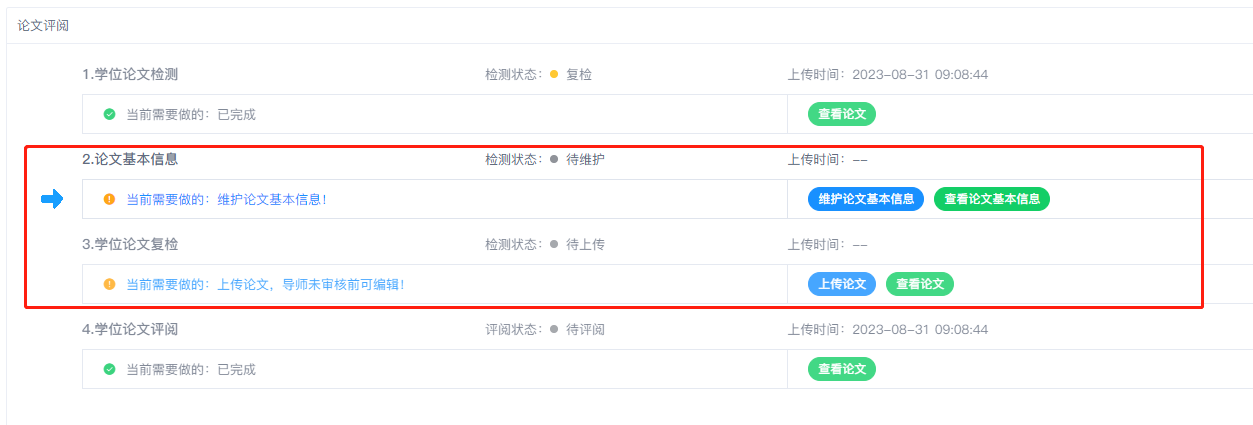 论文评阅
1.学位论文检测 检测状态： 复检 上传时间：2023-08-31 09:08:44
当前需要做的：已完成 查看论文
2.论文基本信息 检测状态： 待维护 上传时间：--
当前需要做的：维护论文基本信息！ 维护论文基本信息 查看论文基本信息
3.学位论文复检 检测状态： 待上传 上传时间：--
当前需要做的：上传论文，导师未审核前可编辑！ 上传论文 查看论文
4.学位论文评阅 评阅状态： 待评阅 上传时间：2023-08-31 09:08:44
当前需要做的：已完成 查看论文